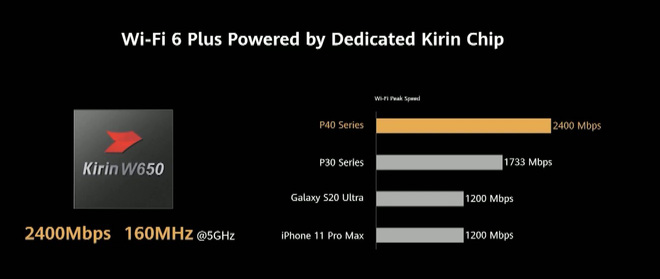 Wi-Fi 6 Plus Powered by Dedicated Kirin Chip
Wi-Fi Peak Speed
P40 Series 2400 Mbps
P30 Series 1733 Mbps
Galaxy S20 Ultra 1200 Mbps
iPhone 11 Pro Max 1200 Mbps
Kirin W650
2400Mbps 160MHz @5GHz